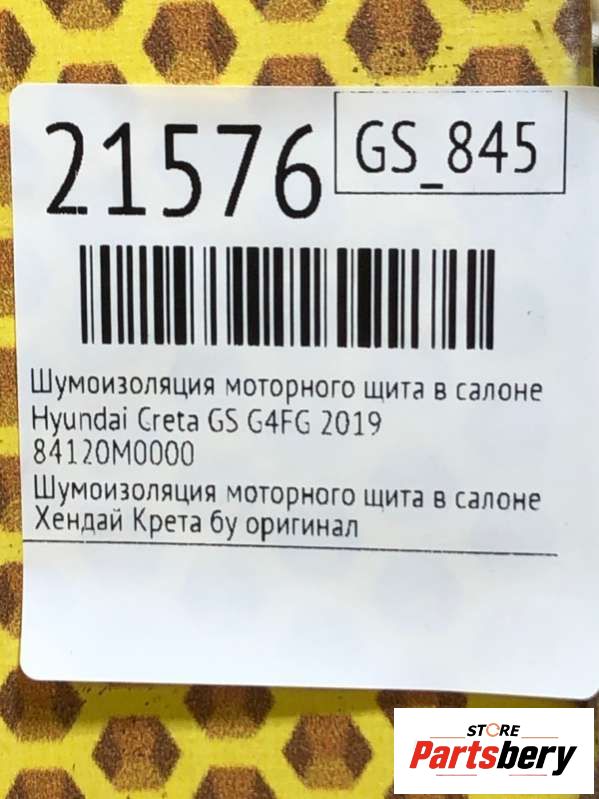 21576
GS_845
Шумоизоляция моторного щита в салоне
Hyundai Creta GS G4FG 2019
84120M0000
Шумоизоляция моторного щита в салоне
Хендай Крета бу оригинал
STORE
Partsbery